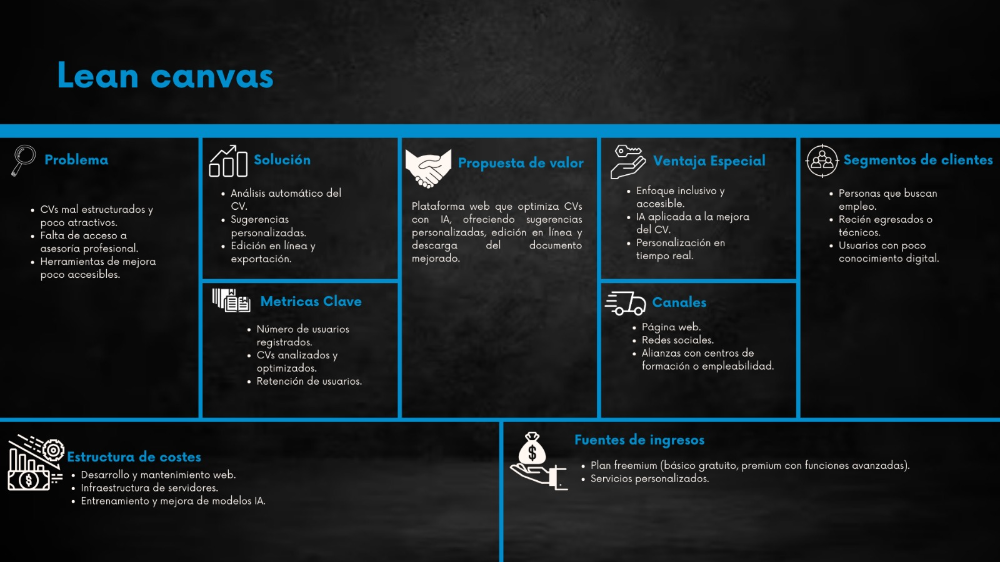 Lean canvas
Problema
CVs mal estructurados y
poco atractivos.
Falta de acceso a
asesoría profesional.
Herramientas de mejora
poco accesibles.
Solución
Análisis automático del
CV.
Sugerencias
personalizadas.
Edición en línea y
exportación.
Metricas Clave
Número de usuarios
registrados.
CVs analizados y
optimizados.
Retención de usuarios.
Propuesta de valor
Plataforma web que optimiza CVs
con IA, ofreciendo sugerencias
personalizadas, edición en línea y
descarga del documento
mejorado.
Ventaja Especial
Enfoque inclusivo y
accesible.
IA aplicada a la mejora
del CV.
Personalización en
tiempo real.
Canales
Página web.
Redes sociales.
Alianzas con centros de
formación o empleabilidad.
Segmentos de clientes
Personas que buscan
empleo.
Recién egresados o
técnicos.
Usuarios con poco
conocimiento digital.
Estructura de costes
Desarrollo y mantenimiento web.
Infraestructura de servidores.
Entrenamiento y mejora de modelos IA.
Fuentes de ingresos
Plan freemium (básico gratuito, premium con funciones avanzadas).
Servicios personalizados.